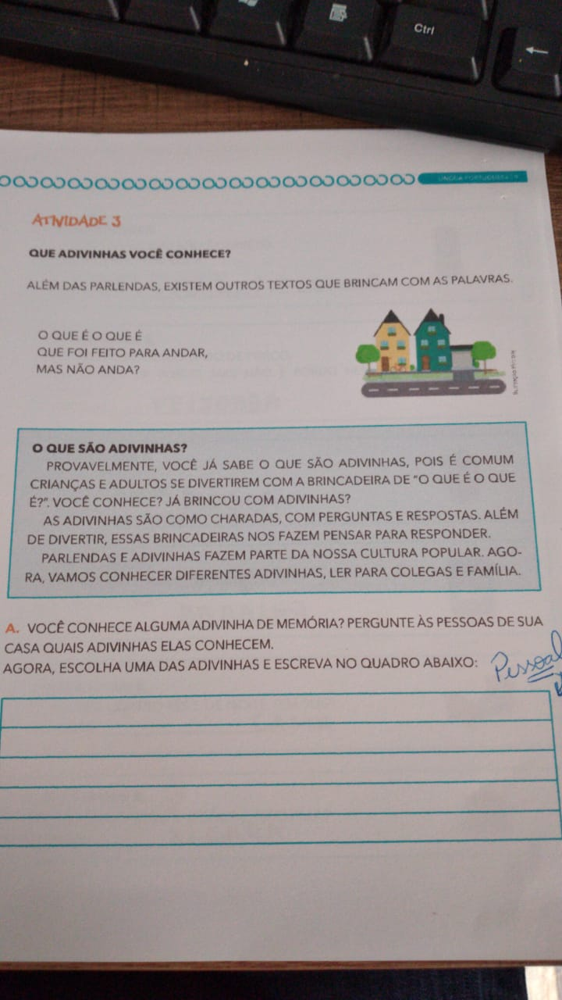 Ctrl
LÍNGUA PORTUGUESA
ATIVIDADE 3
QUE ADIVINHAS VOCÊ CONHECE?
ALÉM DAS PARLENDAS, EXISTEM OUTROS TEXTOS QUE BRINCAM COM AS PALAVRAS.
O QUE É O QUE É
QUE FOI FEITO PARA ANDAR,
MAS NÃO ANDA?
O QUE SÃO ADIVINHAS?
PROVAVELMENTE, VOCÊ JÁ SABE O QUE SÃO ADIVINHAS, POIS É COMUM
CRIANÇAS E ADULTOS SE DIVERTIREM COM A BRINCADEIRA DE "O QUE É O QUE
É?". VOCÊ CONHECE? JÁ BRINCOU COM ADIVINHAS?
AS ADIVINHAS SÃO COMO CHARADAS, COM PERGUNTAS E RESPOSTAS. ALÉM
DE DIVERTIR, ESSAS BRINCADEIRAS NOS FAZEM PENSAR PARA RESPONDER.
PARLENDAS E ADIVINHAS FAZEM PARTE DA NOSSA CULTURA POPULAR. AGO-
RA, VAMOS CONHECER DIFERENTES ADIVINHAS, LER PARA COLEGAS E FAMÍLIA.
A. VOCÊ CONHECE ALGUMA ADIVINHA DE MEMÓRIA? PERGUNTE ÀS PESSOAS DE SUA
CASA QUAIS ADIVINHAS ELAS CONHECEM.
AGORA, ESCOLHA UMA DAS ADIVINHAS E ESCREVA NO QUADRO ABAIXO:
Pessoal